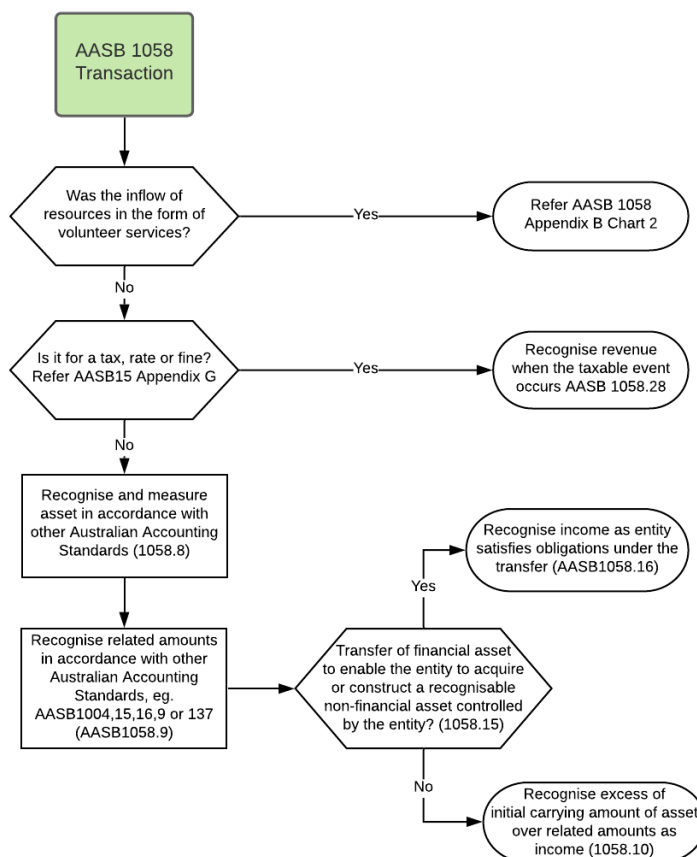 AASB 1058
Transaction
Was the inflow of
resources in the form of
volunteer services?
Yes
Refer AASB 1058
Appendix B Chart 2
No
Is it for a tax, rate or fine?
Refer AASB15 Appendix G
Yes
Recognise revenue
when the taxable event
occurs AASB 1058.28
No
Recognise and measure
asset in accordance with
other Australian Accounting
Standards (1058.8)
Recognise income as entity
satisfies obligations under the
transfer (AASB1058.16)
Yes
Recognise related amounts
in accordance with other
Australian Accounting
Standards, eg.
AASB1004,15,16,9 or 137
(AASB1058.9)
Transfer of financial asset
to enable the entity to acquire
or construct a recognisable
non-financial asset controlled
by the entity? (1058.15)
No
Recognise excess of
initial carrying amount of asset
over related amounts as
income (1058.10)